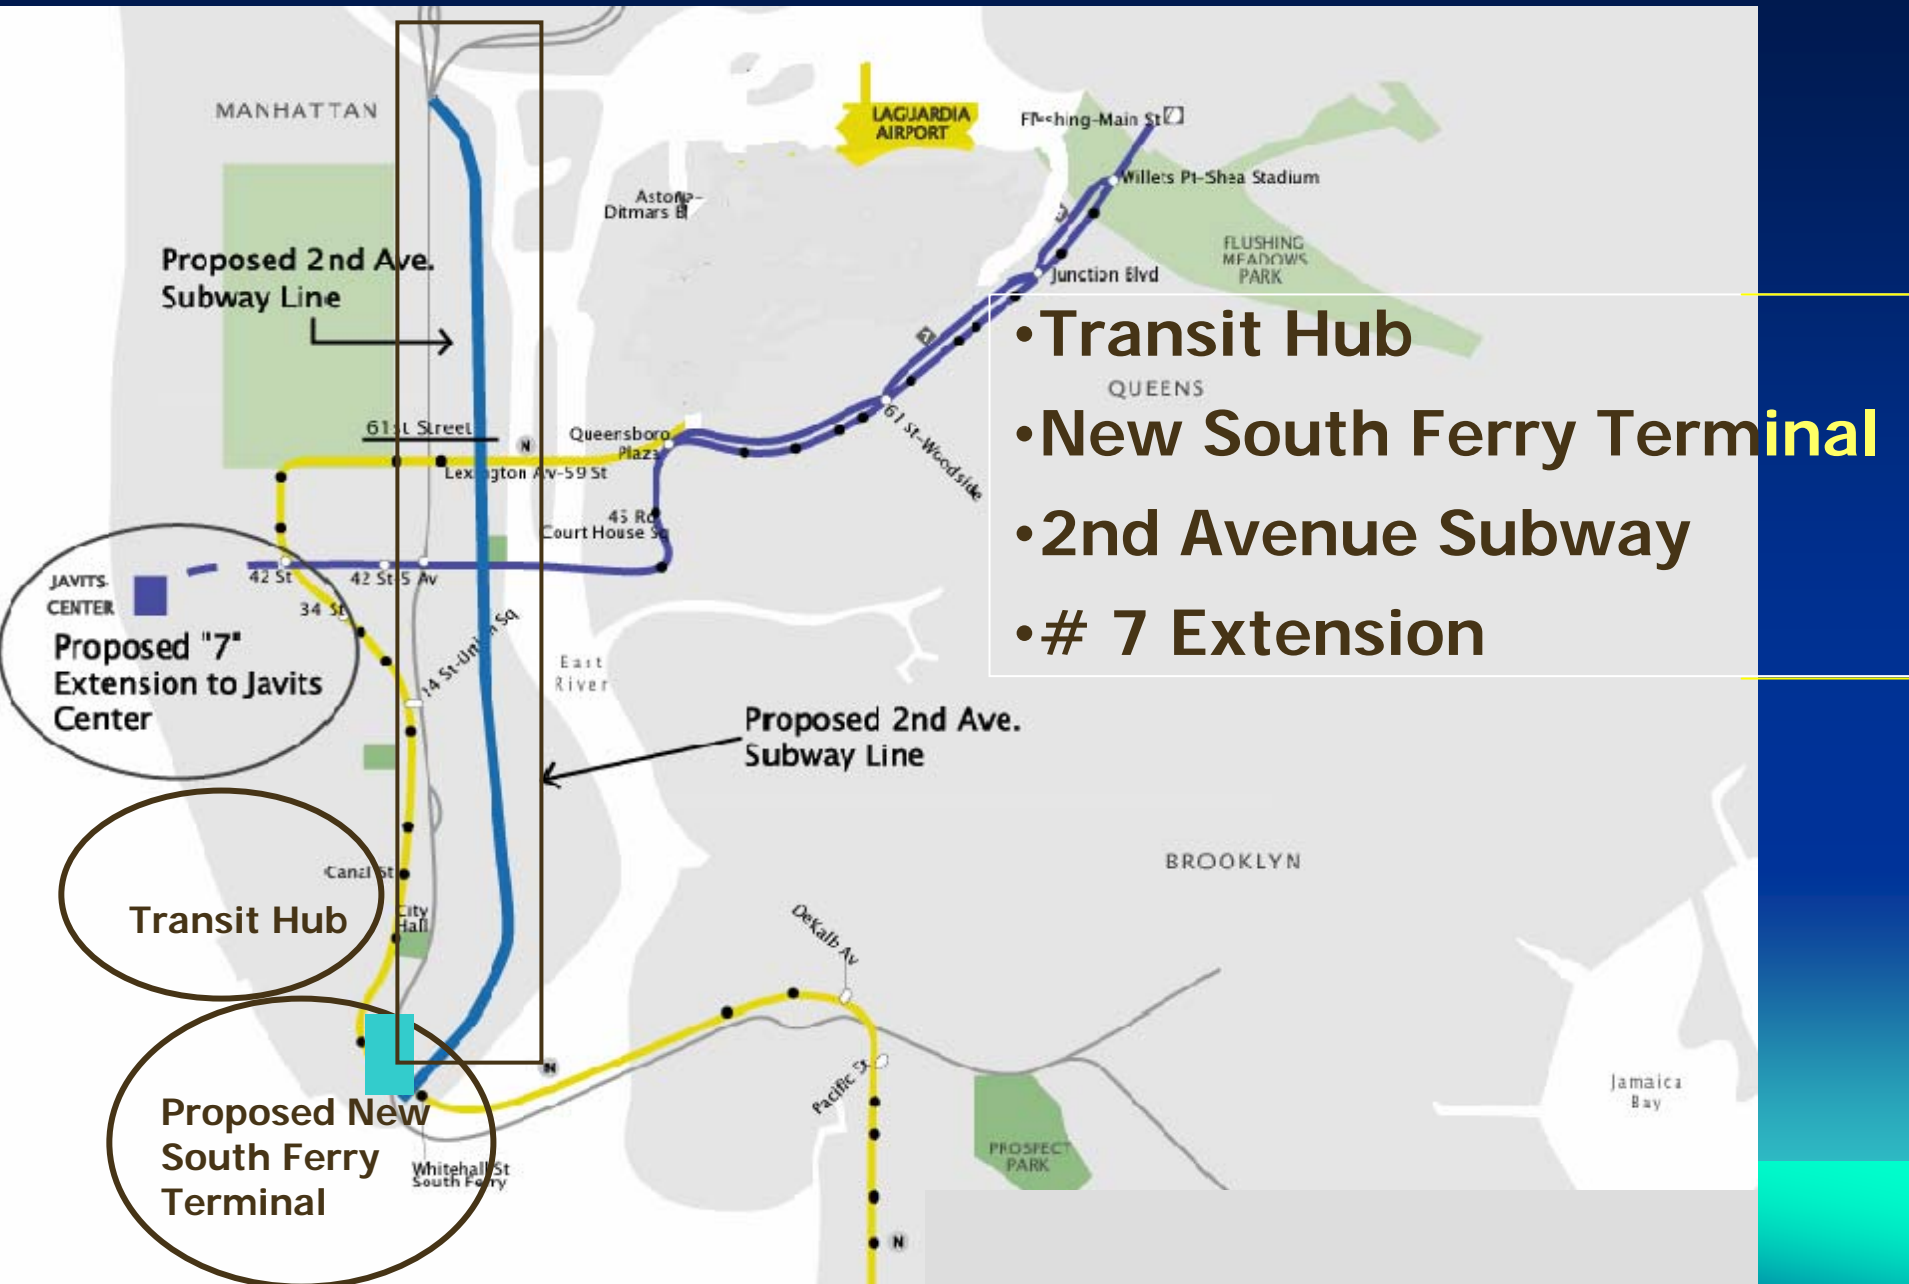 MANHATTAN
LAGUARDIA
AIRPORT
Flushing-Main St
Willets Pt-Shea Stadium
Astoria-
Ditmars Bl
FLUSHING
MEADOWS
PARK
Junction Blvd
Proposed 2nd Ave.
Subway Line
•Transit Hub
QUEENS
•New South Ferry Terminal
•2nd Avenue Subway
•# 7 Extension
61st Street
N
Queensboro
Plaza
Lexington Av-59 St
61 St-Woodside
45 Rd
Court House Sq
JAVITS
CENTER
42 St
42 St-5 Av
34 St
Proposed "7"
Extension to Javits
Center
14 St-Union Sq
East
River
Proposed 2nd Ave.
Subway Line
BROOKLYN
Canal St
City
Hall
Transit Hub
DeKalb Av
N
Pacific St
Jamaica
Bay
Proposed New
South Ferry
Terminal
PROSPECT
PARK
Whitehall St
South Ferry
N